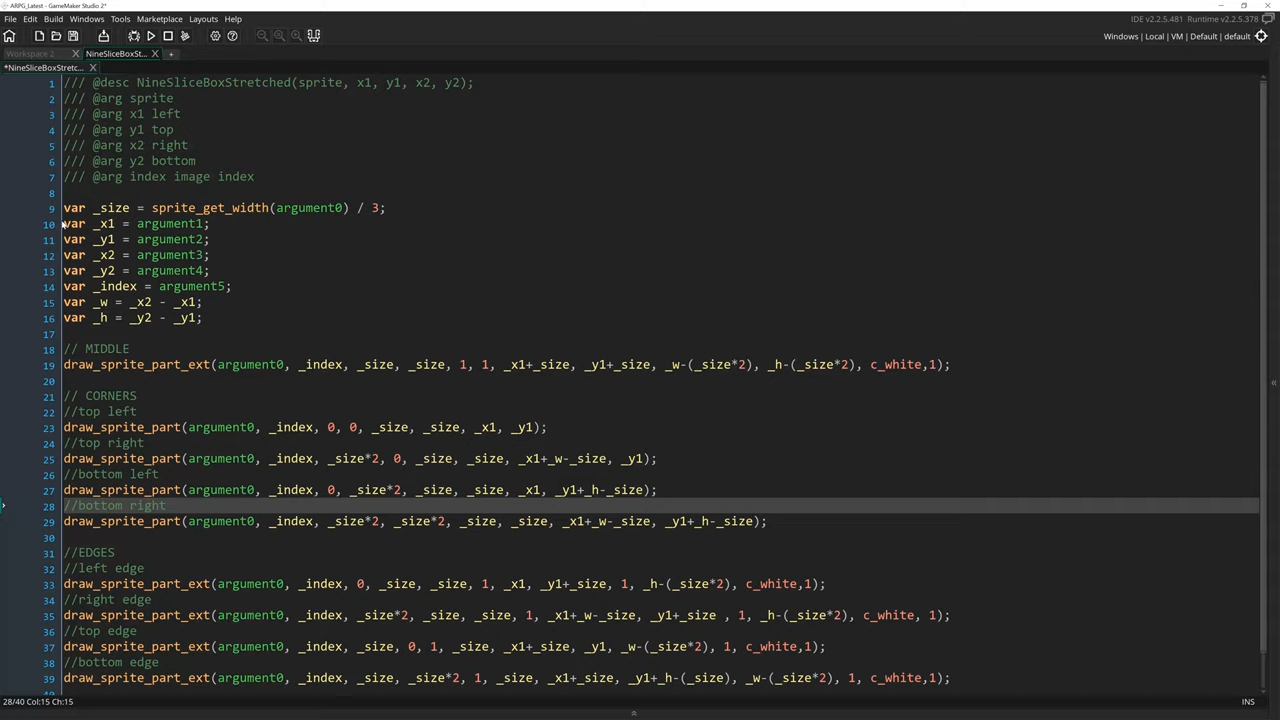 ARPG_Latest - GameMaker Studio 2*
File Edit Build Windows Tools Marketplace Layouts Help
IDE v2.2.5.481 Runtime v2.2.5.378
Windows | Local | VM | Default | default
Workspace 2
NineSliceBoxSt...
*NineSliceBoxStretc...
1 /// @desc NineSliceBoxStretched(sprite, x1, y1, x2, y2);
2 /// @arg sprite
3 /// @arg x1 left
4 /// @arg y1 top
5 /// @arg x2 right
6 /// @arg y2 bottom
7 /// @arg index image index
8
9 var _size = sprite_get_width(argument0) / 3;
10 var _x1 = argument1;
11 var _y1 = argument2;
12 var _x2 = argument3;
13 var _y2 = argument4;
14 var _index = argument5;
15 var _w = _x2 - _x1;
16 var _h = _y2 - _y1;
17
18 // MIDDLE
19 draw_sprite_part_ext(argument0, _index, _size, _size, 1, 1, _x1+_size, _y1+_size, _w-(_size*2), _h-(_size*2), c_white,1);
20
21 // CORNERS
22 //top left
23 draw_sprite_part(argument0, _index, 0, 0, _size, _size, _x1, _y1);
24 //top right
25 draw_sprite_part(argument0, _index, _size*2, 0, _size, _size, _x1+_w-_size, _y1);
26 //bottom left
27 draw_sprite_part(argument0, _index, 0, _size*2, _size, _size, _x1, _y1+_h-_size);
28 //bottom right
29 draw_sprite_part(argument0, _index, _size*2, _size*2, _size, _size, _x1+_w-_size, _y1+_h-_size);
30
31 //EDGES
32 //left edge
33 draw_sprite_part_ext(argument0, _index, 0, _size, _size, 1, _x1, _y1+_size, 1, _h-(_size*2), c_white,1);
34 //right edge
35 draw_sprite_part_ext(argument0, _index, _size*2, _size, _size, 1, _x1+_w-_size, _y1+_size , 1, _h-(_size*2), c_white, 1);
36 //top edge
37 draw_sprite_part_ext(argument0, _index, _size, 0, 1, _size, _x1+_size, _y1, _w-(_size*2), 1, c_white,1);
38 //bottom edge
39 draw_sprite_part_ext(argument0, _index, _size, _size*2, 1, _size, _x1+_size, _y1+_h-(_size), _w-(_size*2), 1, c_white,1);
40
28/40 Col:15 Ch:15
INS